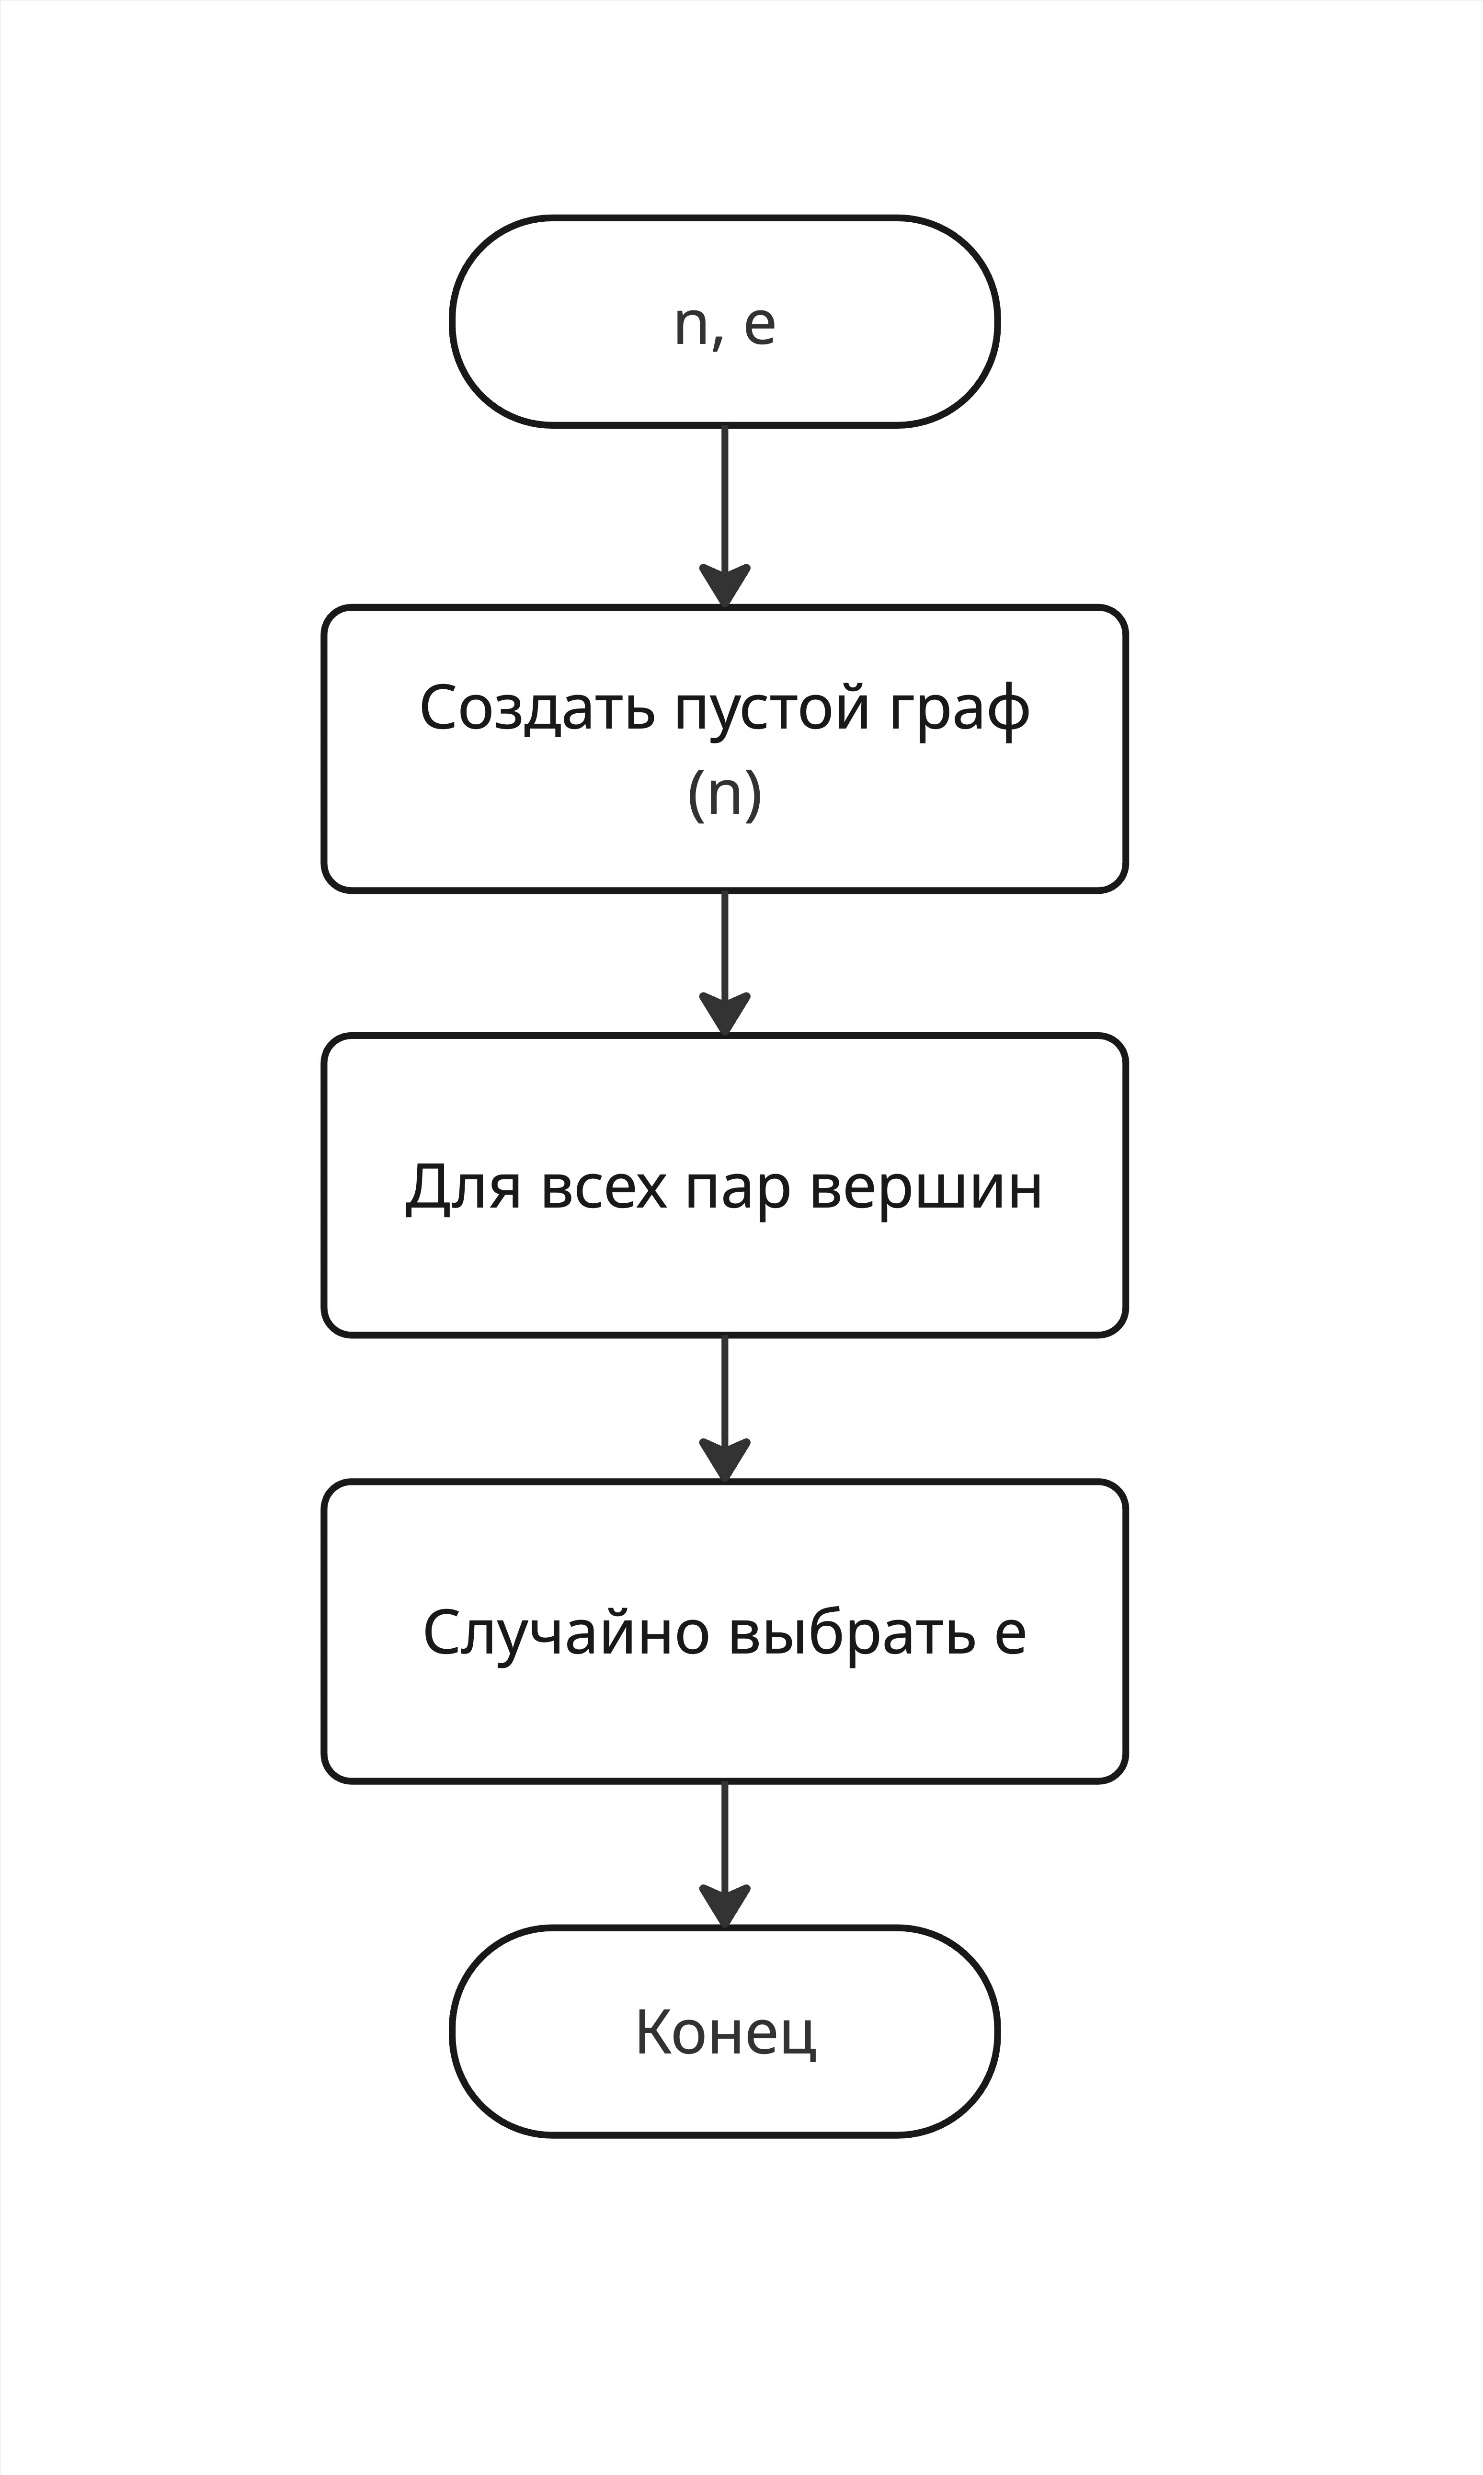 n, e
Создать пустой граф
(n)
Для всех пар вершин
Случайно выбрать e
Конец